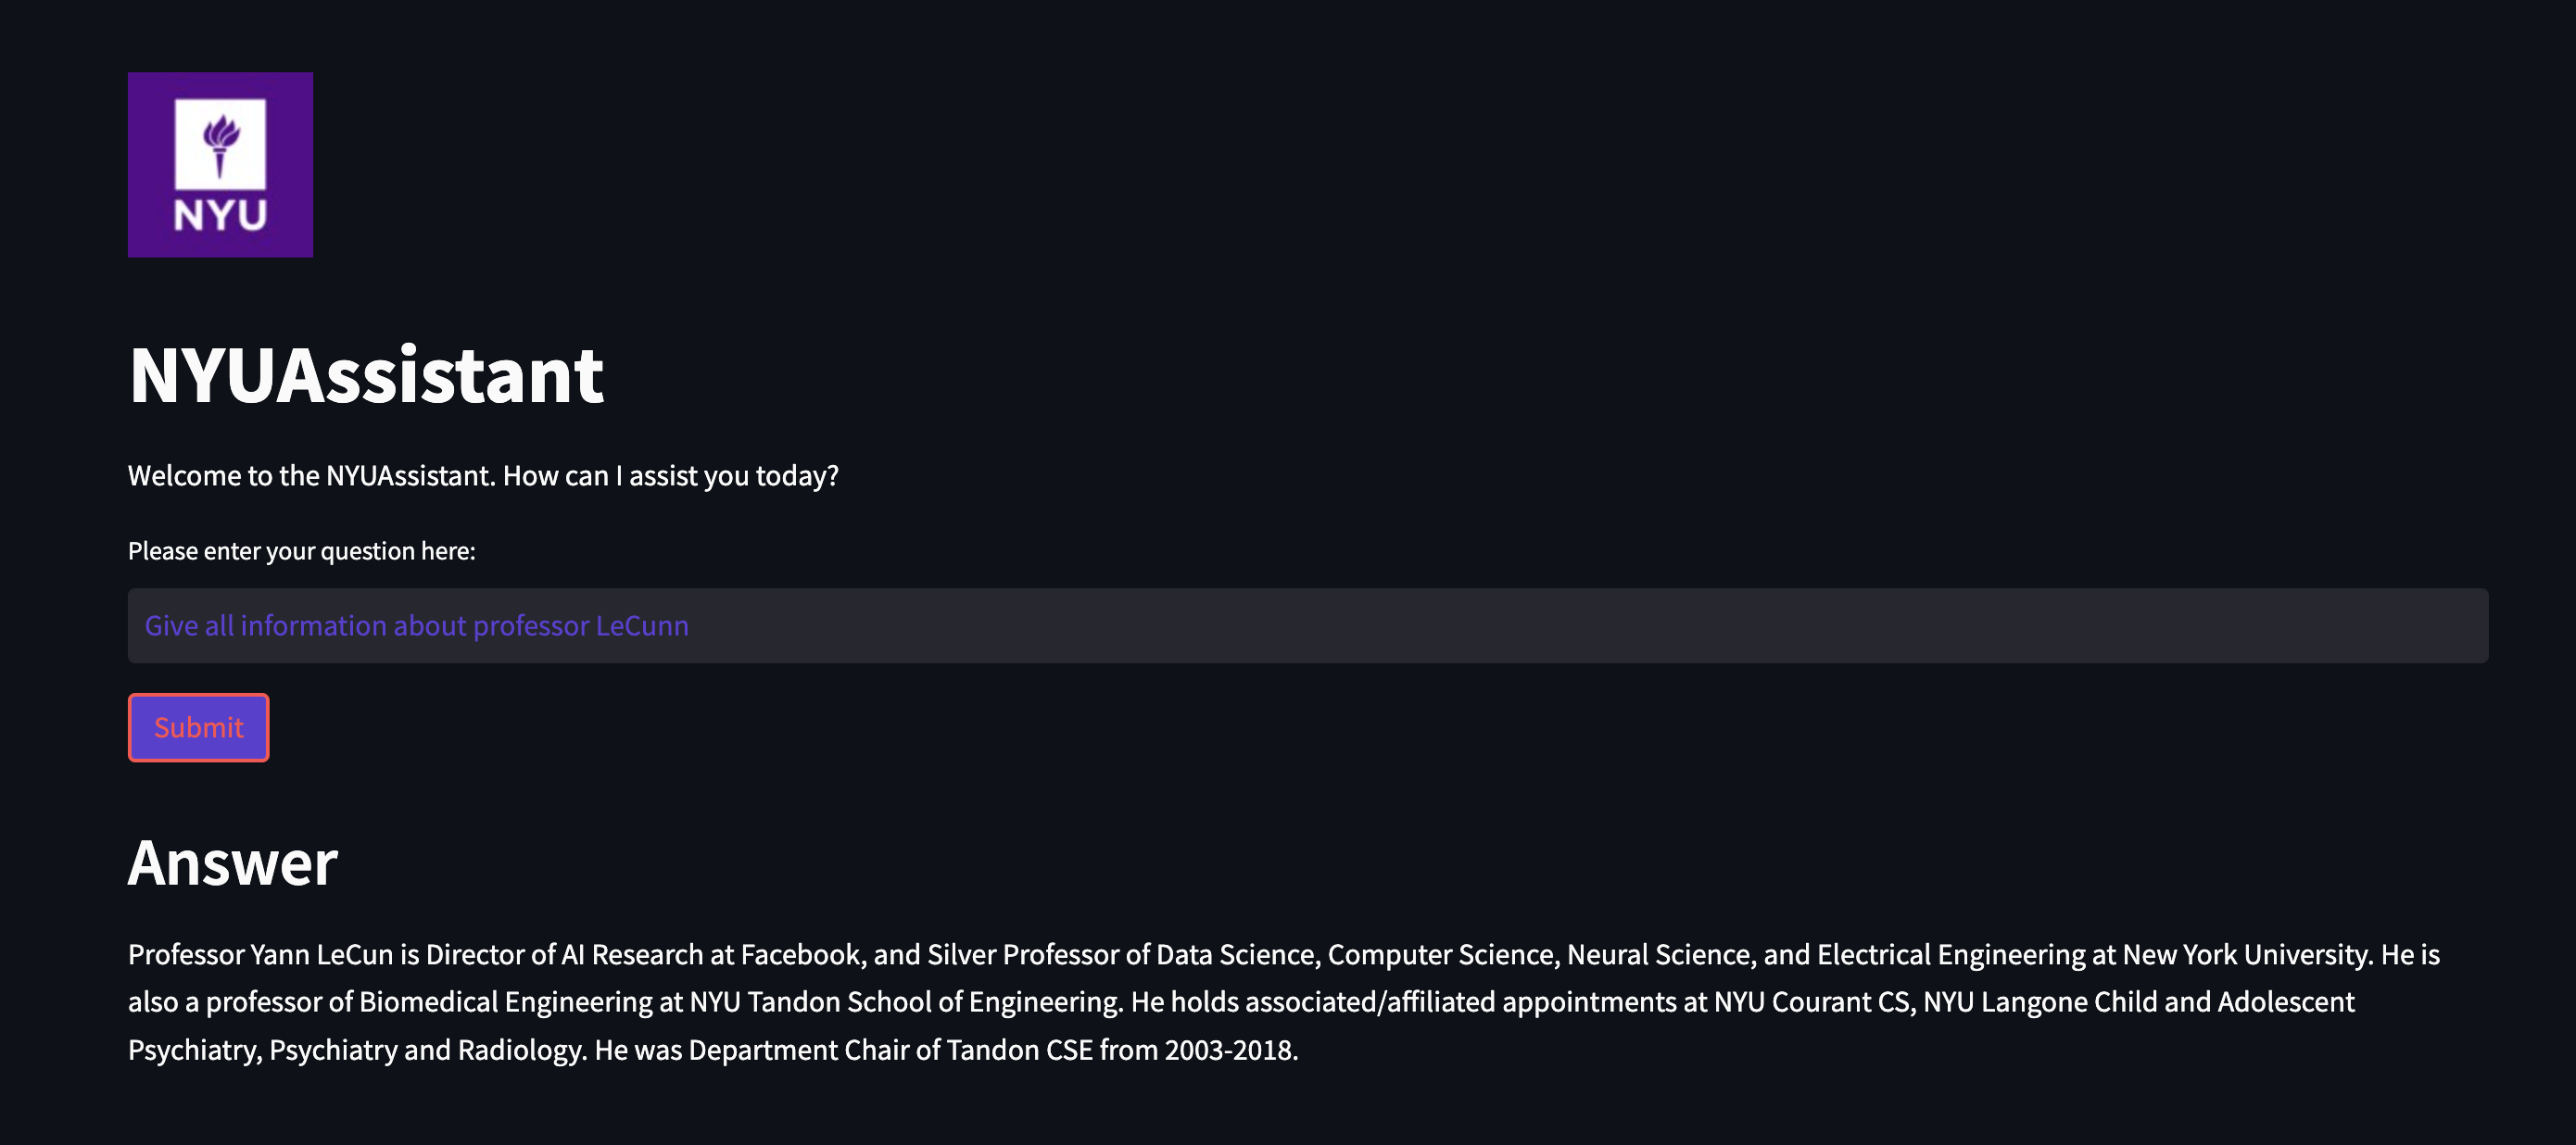 NYU
NYUAssistant
Welcome to the NYUAssistant. How can I assist you today?
Please enter your question here:
Give all information about professor LeCunn
Submit
Answer
Professor Yann LeCun is Director of AI Research at Facebook, and Silver Professor of Data Science, Computer Science, Neural Science, and Electrical Engineering at New York University. He is
also a professor of Biomedical Engineering at NYU Tandon School of Engineering. He holds associated/affiliated appointments at NYU Courant CS, NYU Langone Child and Adolescent
Psychiatry, Psychiatry and Radiology. He was Department Chair of Tandon CSE from 2003-2018.